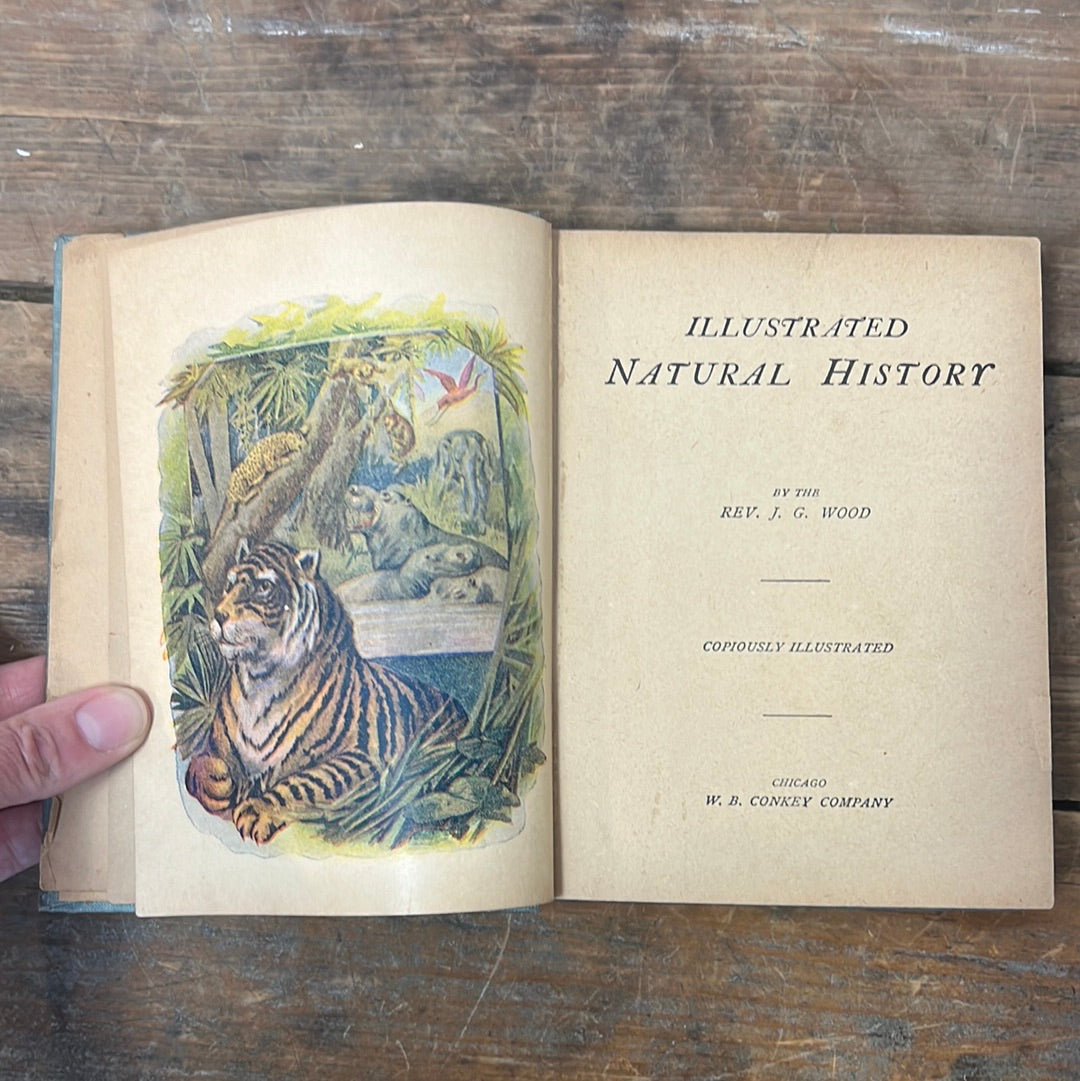 ILLUSTRATED
NATURAL HISTORY
BY THE
REV. J. G. WOOD
COPIOUSLY ILLUSTRATED
CHICAGO
W. B. CONKEY COMPANY